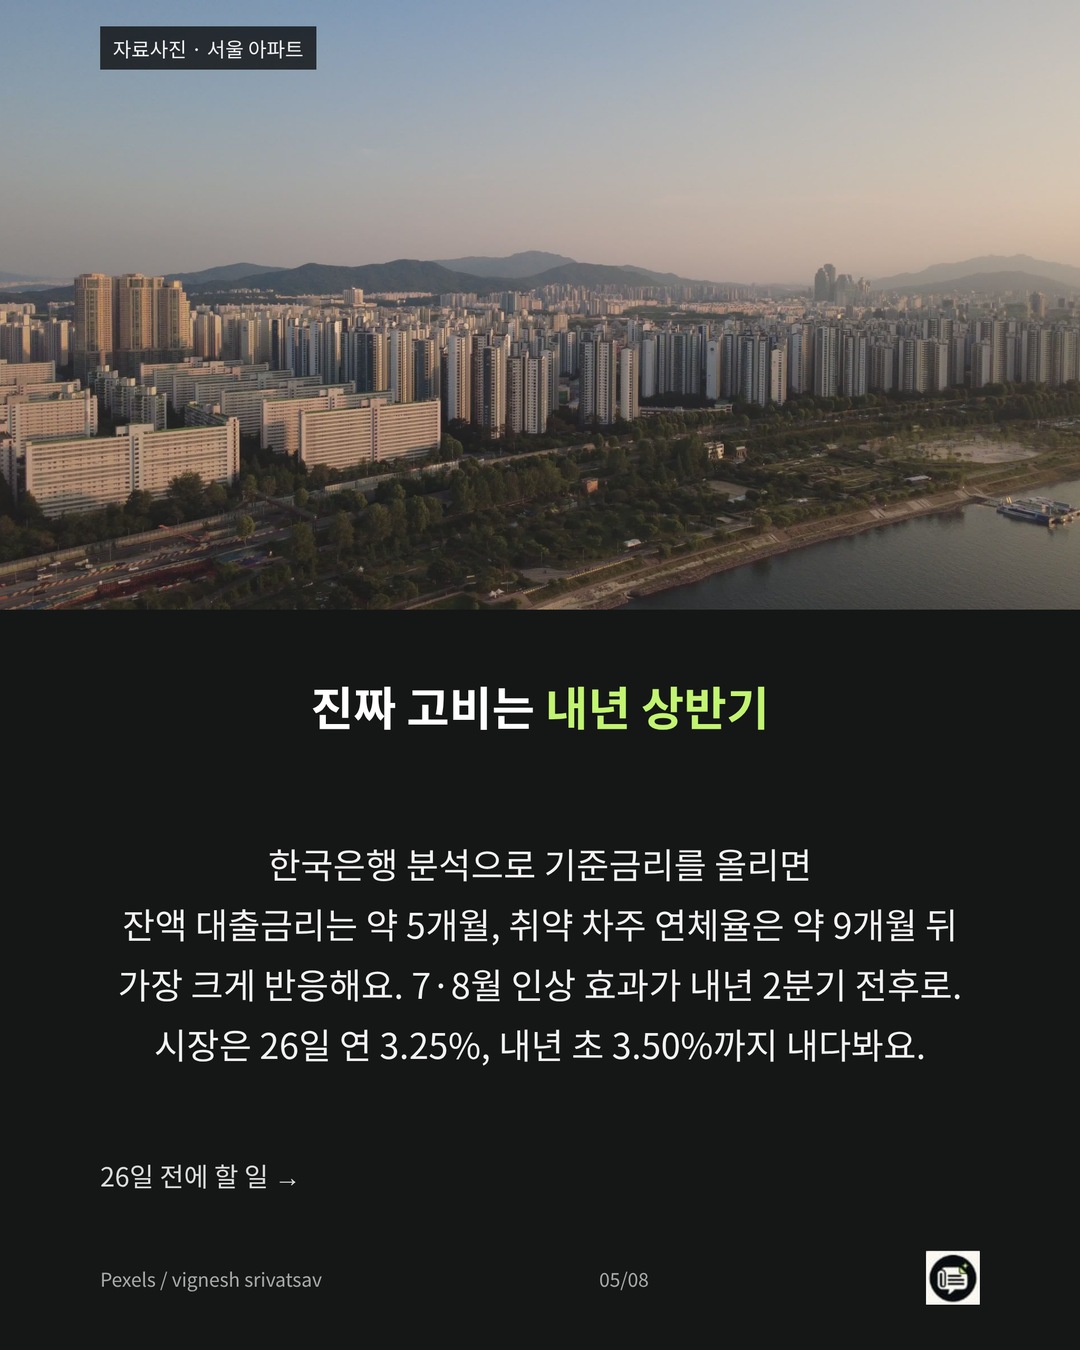 자료사진 · 서울 아파트
진짜 고비는 내년 상반기
한국은행 분석으로 기준금리를 올리면
잔액 대출금리는 약 5개월, 취약 차주 연체율은 약 9개월 뒤
가장 크게 반응해요. 7·8월 인상 효과가 내년 2분기 전후로.
시장은 26일 연 3.25%, 내년 초 3.50%까지 내다봐요.
26일 전에 할 일 →
Pexels / vignesh srivatsav
05/08